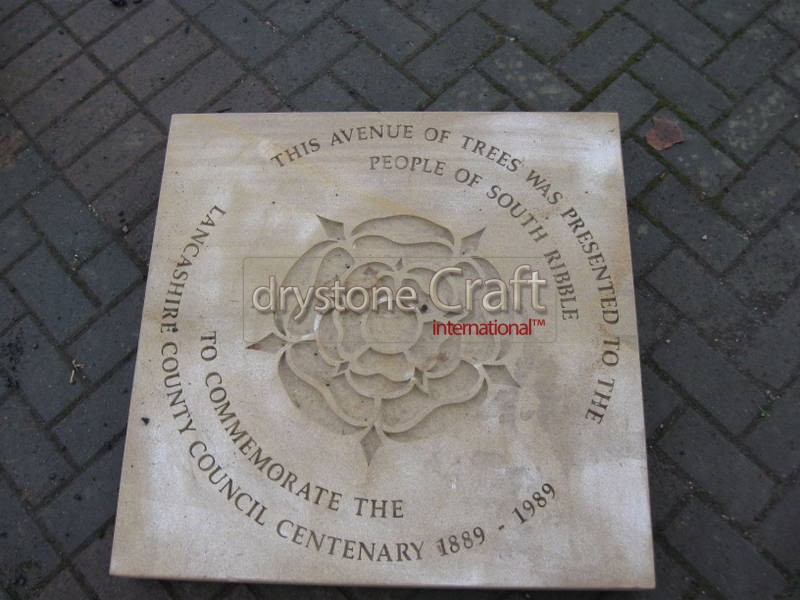 THIS AVENUE OF TREES WAS PRESENTED TO THE
PEOPLE OF SOUTH RIBBLE
TO COMMEMORATE THE
LANCASHIRE COUNTY COUNCIL CENTENARY 1889 - 1989
drystone Craft
international™